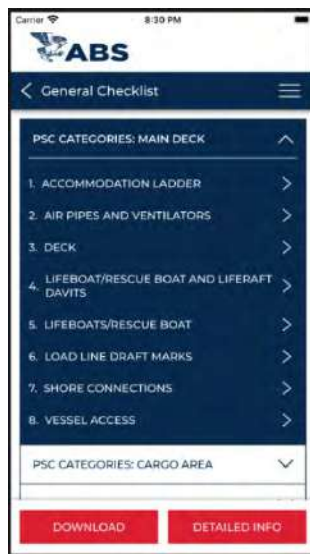 Carrier 8:30 PM
ABS
General Checklist
PSC CATEGORIES: MAIN DECK
1. ACCOMMODATION LADDER
2. AIR PIPES AND VENTILATORS
3. DECK
4. LIFEBOAT/RESCUE BOAT AND LIFERAFT
DAVITS
5. LIFEBOATS/RESCUE BOAT
6. LOAD LINE DRAFT MARKS
7. SHORE CONNECTIONS
8. VESSEL ACCESS
PSC CATEGORIES: CARGO AREA
DOWNLOAD
DETAILED INFO